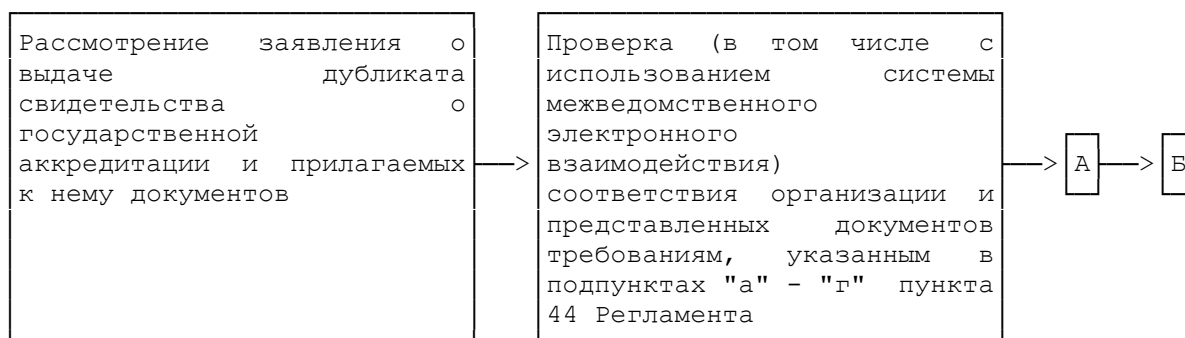 Рассмотрение заявления о
выдаче дубликата
свидетельства о
государственной
аккредитации и прилагаемых
к нему документов
Проверка (в том числе с
использованием системы
межведомственного
электронного
взаимодействия)
соответствия организации и
представленных документов
требованиям, указанным в
подпунктах "а" - "г" пункта
44 Регламента
А
Б